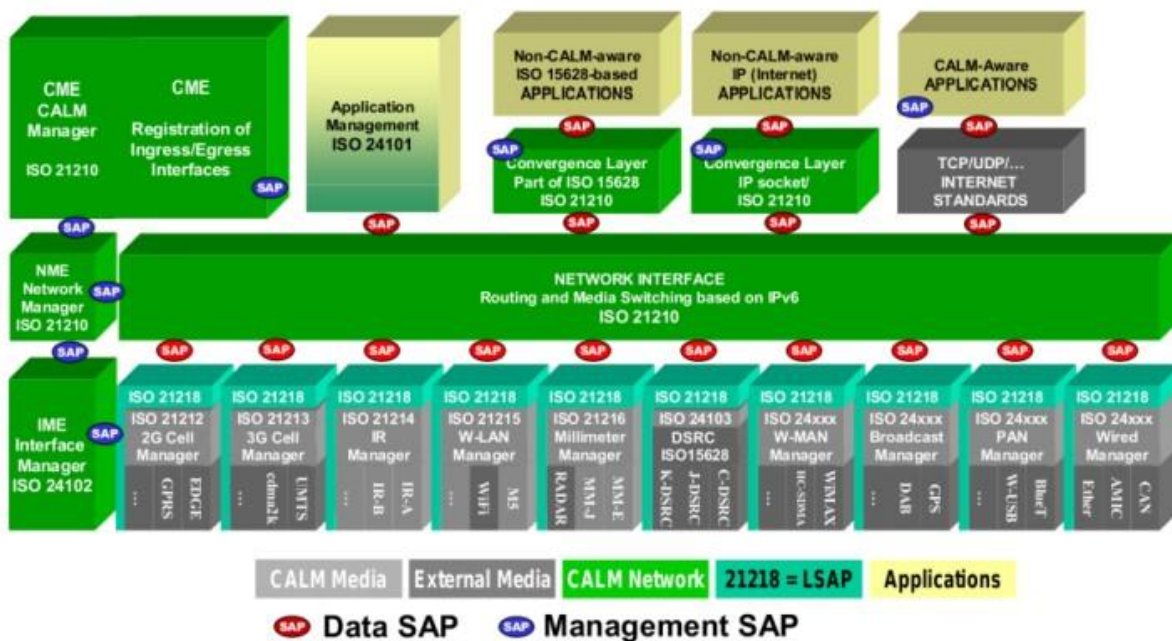 CME
CALM
Manager
ISO 21210
CME
Registration of
Ingress/Egress
Interfaces
SAP
Application
Management
ISO 24101
Non-CALM-aware
ISO 15628-based
APPLICATIONS
Non-CALM-aware
IP (Internet)
APPLICATIONS
CALM-Aware
APPLICATIONS
SAP
SAP
SAP
SAP
SAP
SAP
Convergence Layer
Part of ISO 15628
ISO 21210
Convergence Layer
IP socket/
ISO 21210
TCP/UDP/...
INTERNET
STANDARDS
SAP
SAP
SAP
SAP
SAP
NME
Network
Manager
ISO 21210
SAP
NETWORK INTERFACE
Routing and Media Switching based on IPv6
ISO 21210
SAP
SAP
SAP
SAP
SAP
SAP
SAP
SAP
SAP
SAP
SAP
IME
Interface
Manager
ISO 24102
SAP
ISO 21218
ISO 21212
2G Cell
Manager
...
GPRS
EDGE
ISO 21218
ISO 21213
3G Cell
Manager
...
cdma2k
UMTS
ISO 21218
ISO 21214
IR
Manager
...
IR-B
IR-A
ISO 21218
ISO 21215
W-LAN
Manager
...
WiFi
M5
ISO 21218
ISO 21216
Millimeter
Manager
RADAR
MM-J
MM-E
ISO 21218
ISO 24103
DSRC
ISO15628
K-DSRC
J-DSRC
C-DSRC
ISO 21218
ISO 24xxx
W-MAN
Manager
...
HC-SDMA
WiMAX
ISO 21218
ISO 24xxx
Broadcast
Manager
...
DAB
GPS
ISO 21218
ISO 24xxx
PAN
Manager
...
W-USB
BlueT
ISO 21218
ISO 24xxx
Wired
Manager
Ether
AMIC
CAN
CALM Media
External Media
CALM Network
21218 = LSAP
Applications
SAP Data SAP
SAP Management SAP